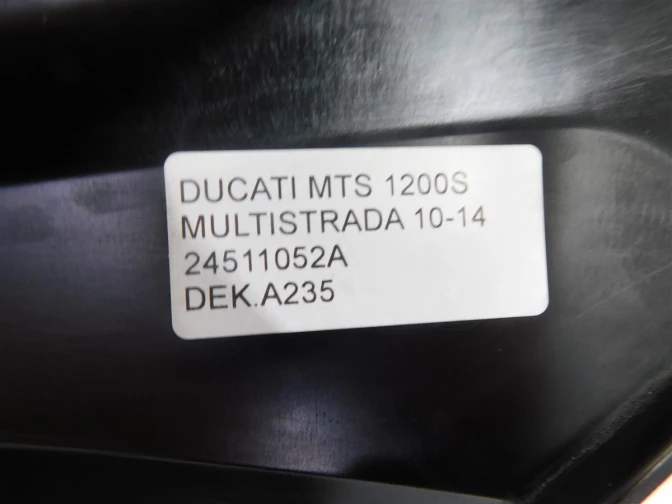 DUCATI MTS 1200S
MULTISTRADA 10-14
24511052A
DEK.A235